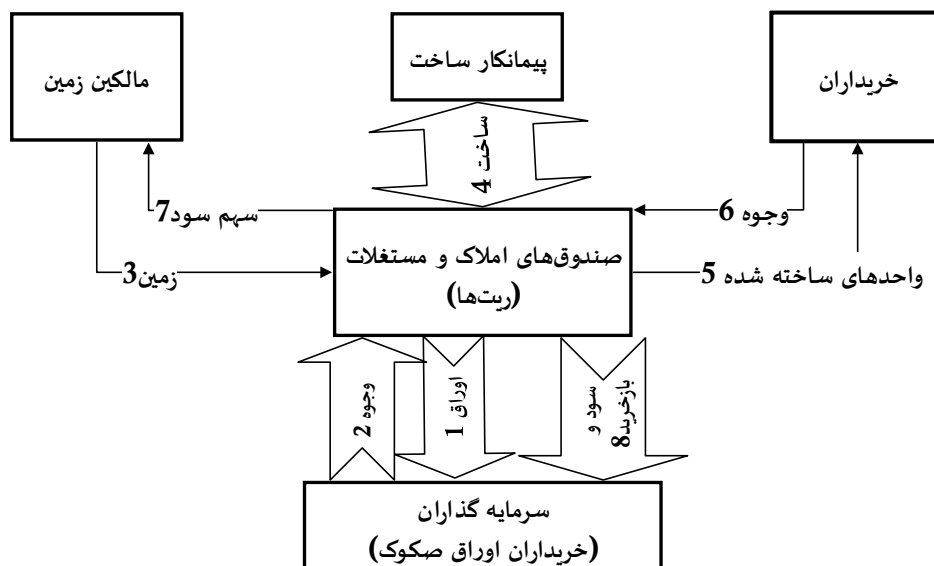 مالکین زمین
پیمانکار ساخت
خریداران
ساخت 4
سهم سود7
وجوه 6
صندوق‌های املاک و مستغلات
(ریت‌ها)
زمین3
واحدهای ساخته شده 5
وجوه 2
اوراق 1
سود و
بازخرید8
سرمایه گذاران
(خریداران اوراق صکوک)